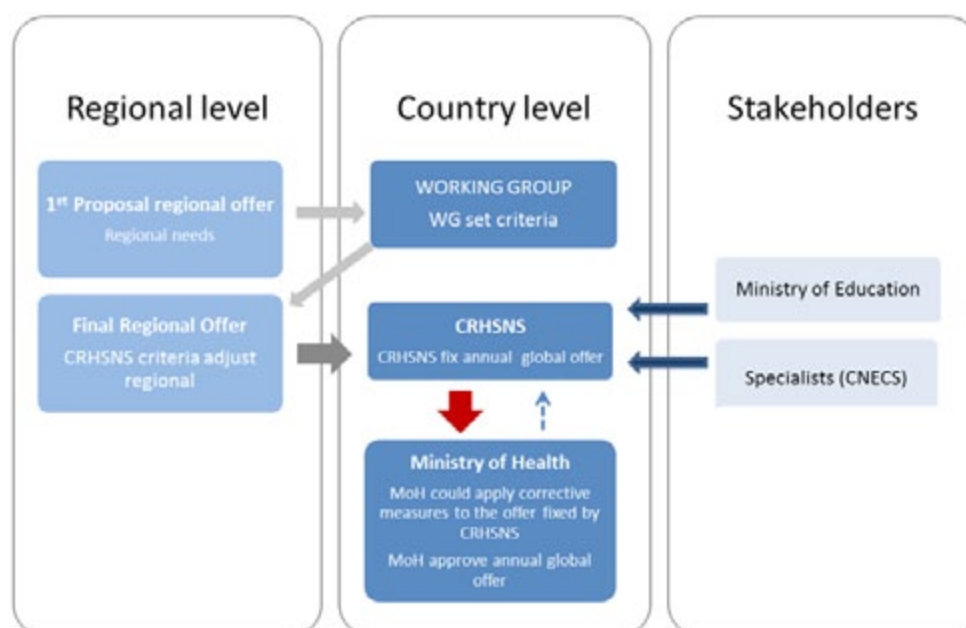 Regional level
1st Proposal regional offer
Regional needs
Final Regional Offer
CRHSNS criteria adjust
regional
Country level
WORKING GROUP
WG set criteria
CRHSNS
CRHSNS fix annual global offer
Ministry of Health
MoH could apply corrective
measures to the offer fixed by
CRHSNS
MoH approve annual global
offer
Stakeholders
Ministry of Education
Specialists (CNECS)